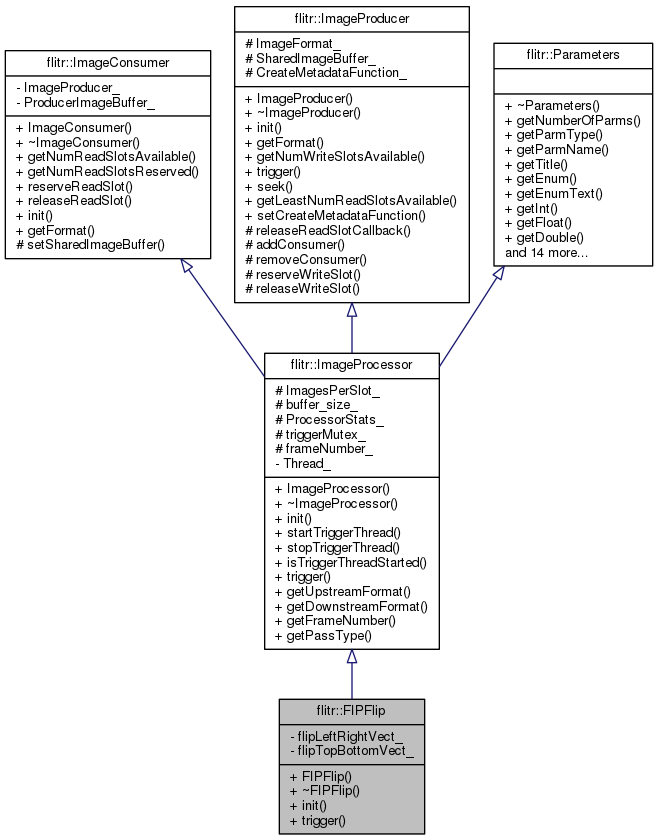 flitr::ImageConsumer
- ImageProducer_
- ProducerImageBuffer_
+ ImageConsumer()
+ ~ImageConsumer()
+ getNumReadSlotsAvailable()
+ getNumReadSlotsReserved()
+ reserveReadSlot()
+ releaseReadSlot()
+ init()
+ getFormat()
# setSharedImageBuffer()
flitr::ImageProducer
# ImageFormat_
# SharedImageBuffer_
# CreateMetadataFunction_
+ ImageProducer()
+ ~ImageProducer()
+ init()
+ getFormat()
+ getNumWriteSlotsAvailable()
+ trigger()
+ seek()
+ getLeastNumReadSlotsAvailable()
+ setCreateMetadataFunction()
# releaseReadSlotCallback()
# addConsumer()
# removeConsumer()
# reserveWriteSlot()
# releaseWriteSlot()
flitr::Parameters
+ ~Parameters()
+ getNumberOfParms()
+ getParmType()
+ getParmName()
+ getTitle()
+ getEnum()
+ getEnumText()
+ getInt()
+ getFloat()
+ getDouble()
and 14 more...
flitr::ImageProcessor
# ImagesPerSlot_
# buffer_size_
# ProcessorStats_
# triggerMutex_
# frameNumber_
- Thread_
+ ImageProcessor()
+ ~ImageProcessor()
+ init()
+ startTriggerThread()
+ stopTriggerThread()
+ isTriggerThreadStarted()
+ trigger()
+ getUpstreamFormat()
+ getDownstreamFormat()
+ getFrameNumber()
+ getPassType()
flitr::FIPFlip
- flipLeftRightVect_
- flipTopBottomVect_
+ FIPFlip()
+ ~FIPFlip()
+ init()
+ trigger()